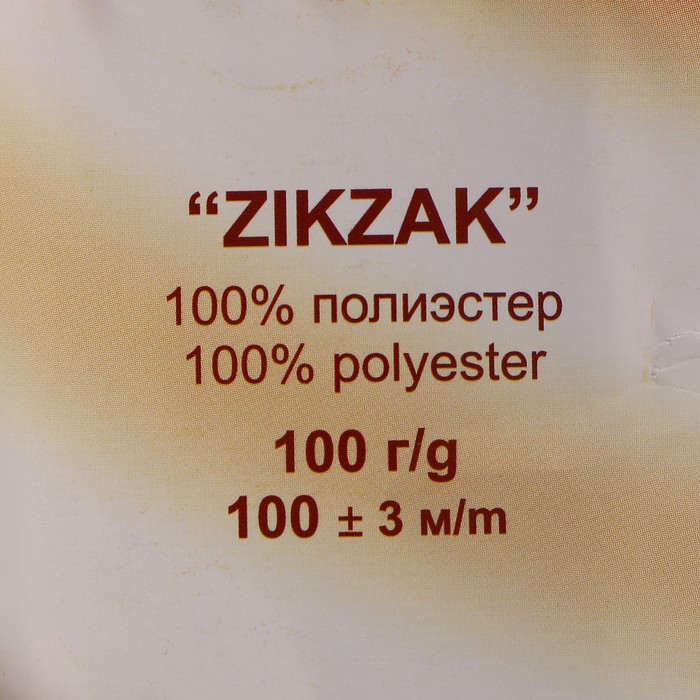 “ZIKZAK”
100% полиэстер
100% polyester
100 г/g
100 ± 3 м/m